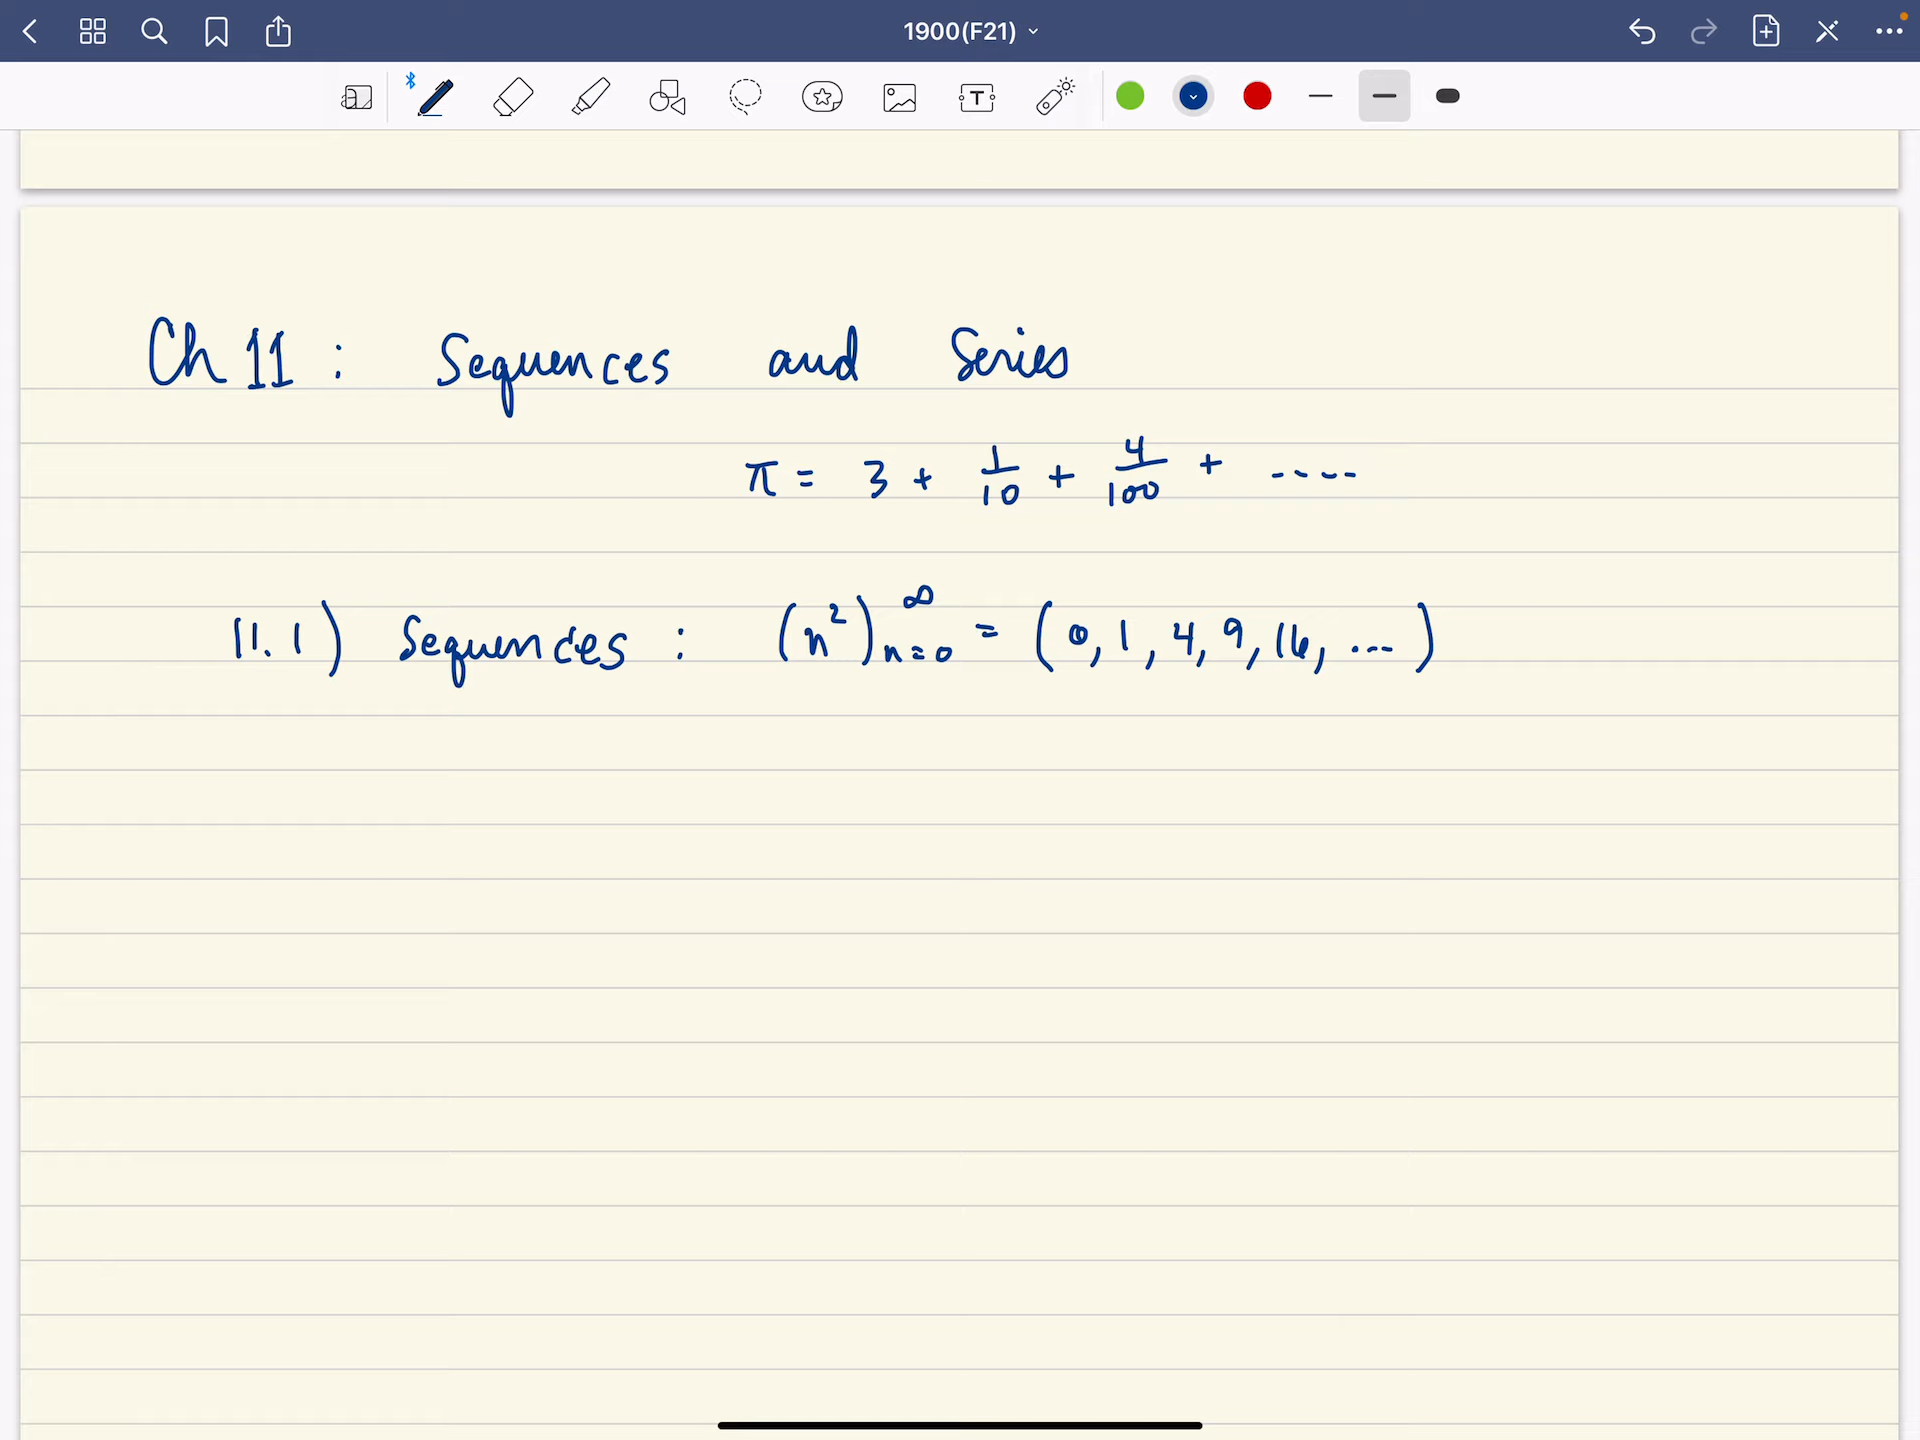 1900(F21)
Ch 11 : Sequences and Series
π = 3 + 1/10 + 4/100 + ----
11.1) Sequences : (n²)ₙ₌₀^∞ = (0, 1, 4, 9, 16, ...)